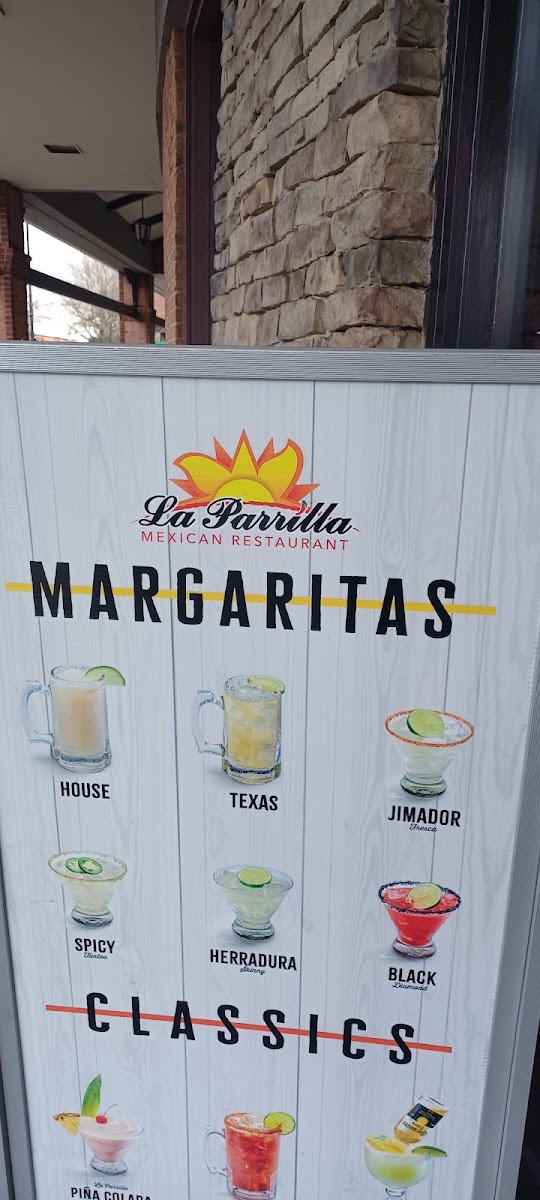 La Parrilla
MEXICAN RESTAURANT
MARGARITAS
HOUSE
TEXAS
JIMADOR
Fresca
SPICY
Tanteo
HERRADURA
Skinny
BLACK
Diamond
CLASSICS
La Parrilla
PIÑA COLADA